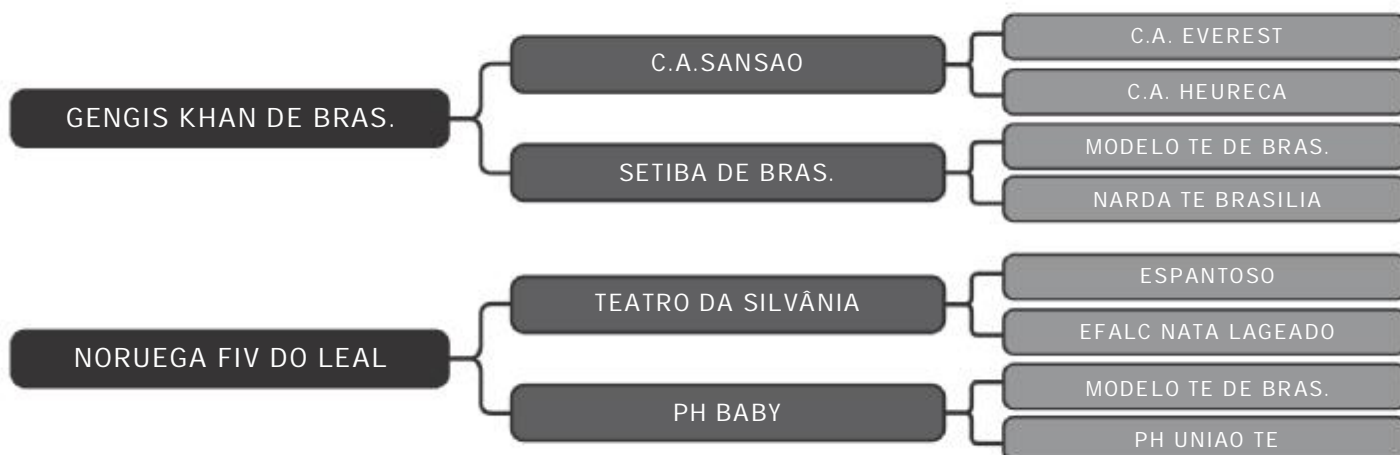 C.A. EVEREST
C.A.SANSAO
C.A. HEURECA
GENGIS KHAN DE BRAS.
MODELO TE DE BRAS.
SETIBA DE BRAS.
NARDA TE BRASILIA
ESPANTOSO
TEATRO DA SILVÂNIA
EFALC NATA LAGEADO
NORUEGA FIV DO LEAL
MODELO TE DE BRAS.
PH BABY
PH UNIAO TE